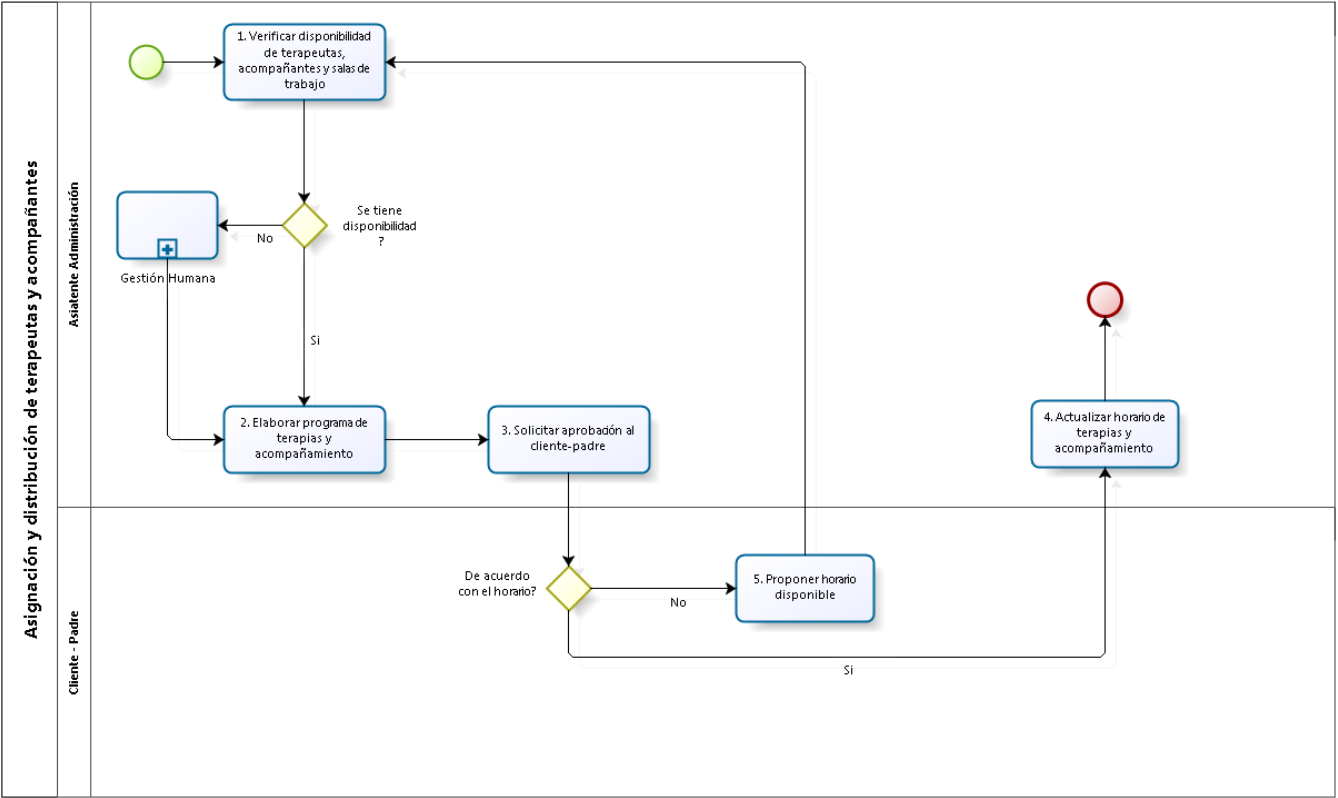 Asignación y distribución de terapeutas y acompañantes
Asiatente Administración
1. Verificar disponibilidad
de terapeutas,
acompañantes y salas de
trabajo
Se tiene
disponibilidad
?
No
Gestión Humana
Si
2. Elaborar programa de
terapias y
acompañamiento
3. Solicitar aprobación al
cliente-padre
4. Actualizar horario de
terapias y
acompañamiento
Cliente - Padre
De acuerdo
con el horario?
No
5. Proponer horario
disponible
Si